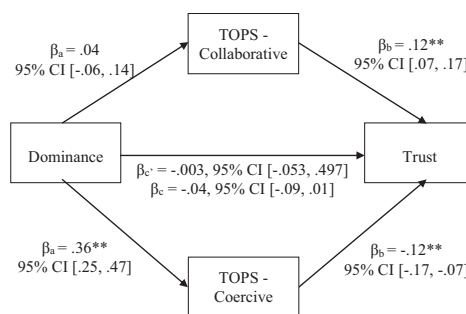 TOPS -
Collaborative
βa = .04
95% CI [-.06, .14]
βb = .12**
95% CI [.07, .17]
Dominance
Trust
βc' = -.003, 95% CI [-.053, .497]
βc = -.04, 95% CI [-.09, .01]
βa = .36**
95% CI [.25, .47]
βb = -.12**
95% CI [-.17, -.07]
TOPS -
Coercive